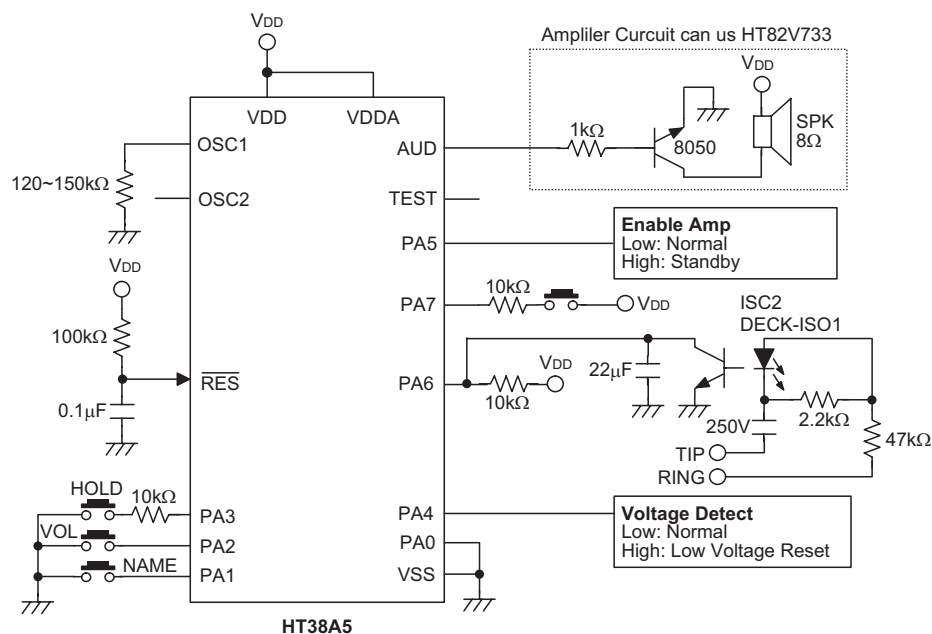 VDD
Ampliler Curcuit can us HT82V733
VDD
VDD
VDDA
OSC1
AUD
1kΩ
8050
SPK
8Ω
120~150kΩ
OSC2
TEST
PA5
Enable Amp
Low: Normal
High: Standby
VDD
PA7
10kΩ
VDD
ISC2
DECK-ISO1
100kΩ
RES
PA6
VDD
10kΩ
22μF
0.1μF
250V
2.2kΩ
47kΩ
TIP
RING
HOLD
10kΩ
PA3
PA4
Voltage Detect
Low: Normal
High: Low Voltage Reset
VOL
PA2
PA0
NAME
PA1
VSS
HT38A5